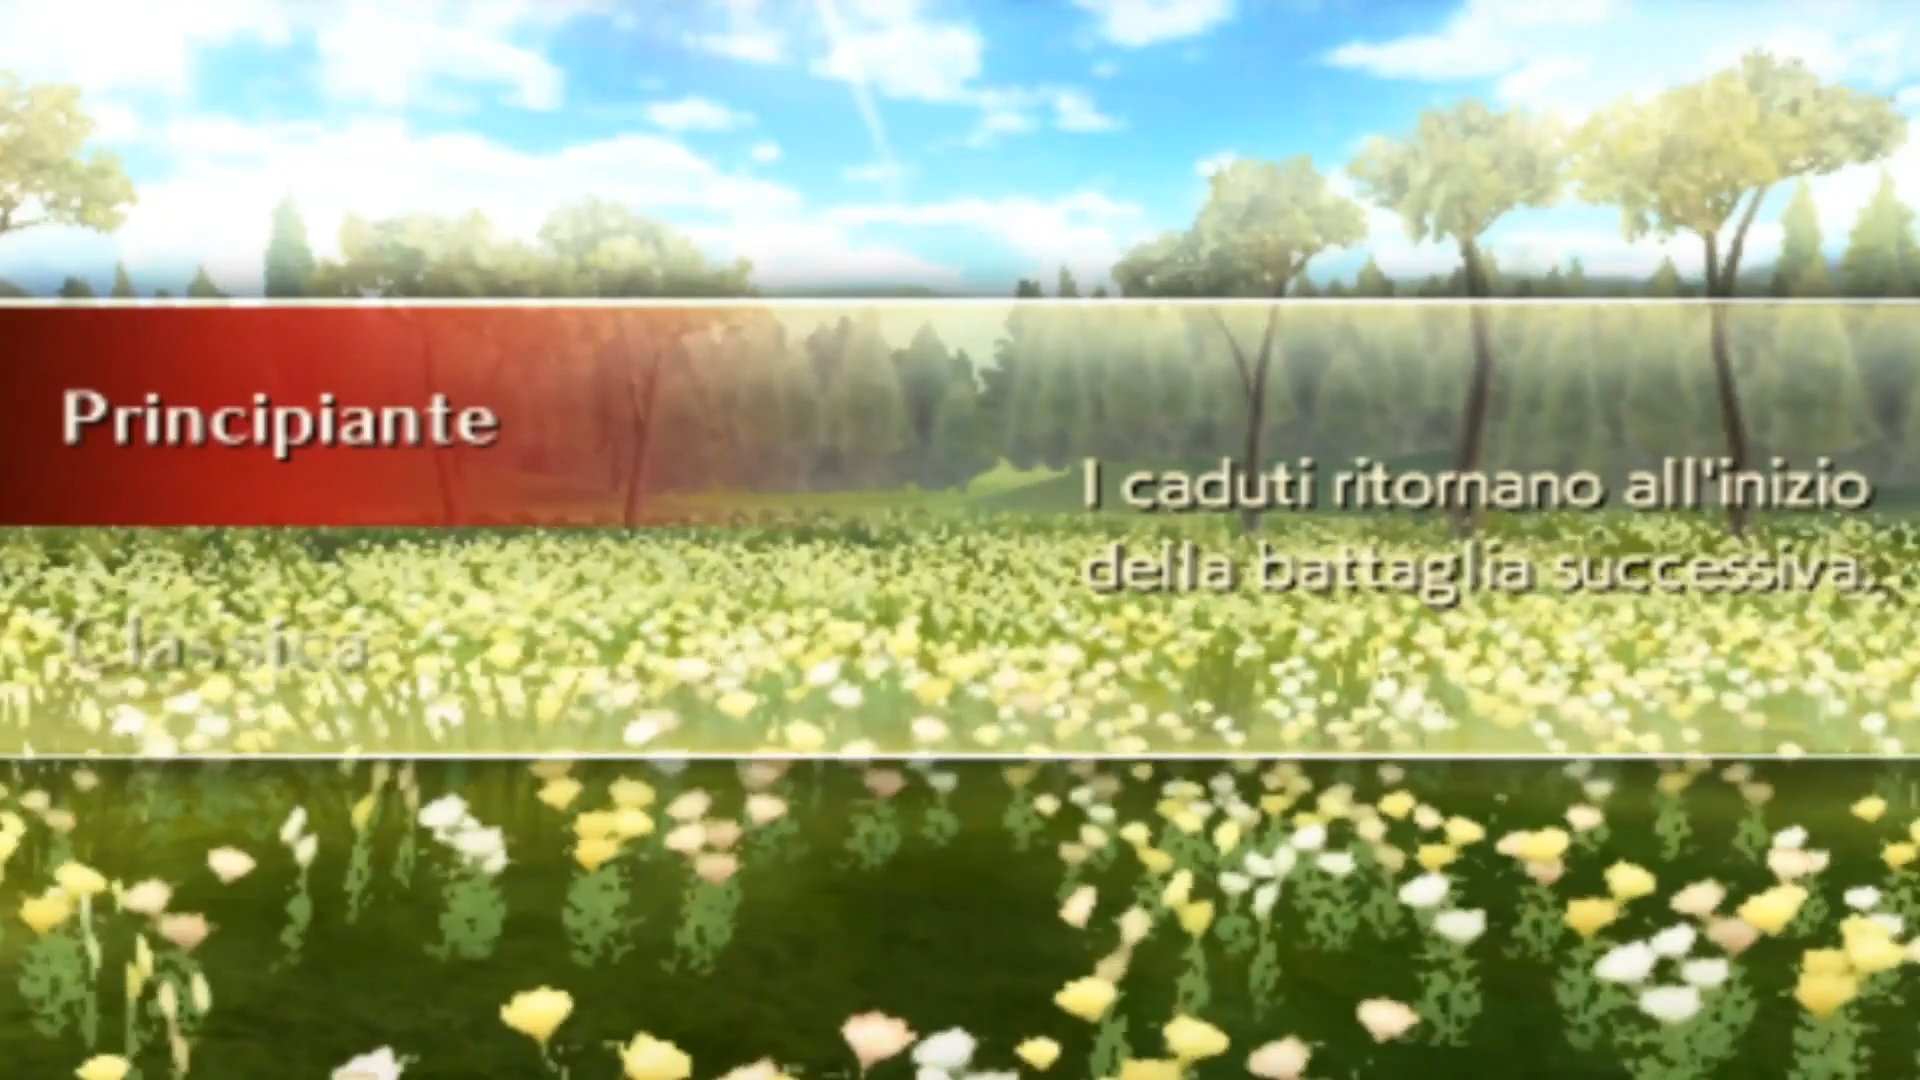 Principiante
I caduti ritornano all'inizio
della battaglia successiva.
Classica